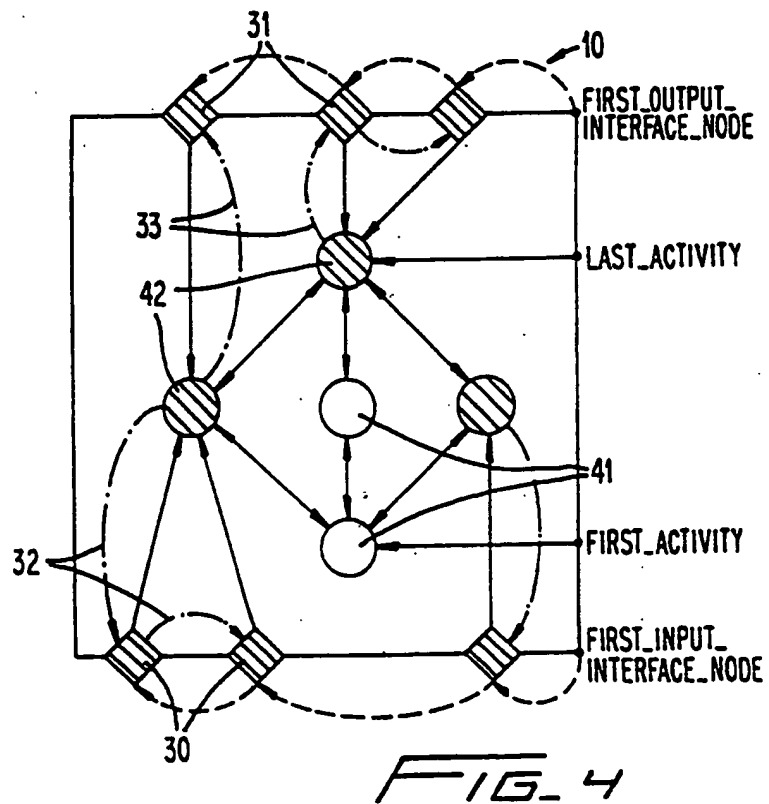 31
10
FIRST_OUTPUT_
INTERFACE_NODE
33
LAST_ACTIVITY
42
41
FIRST_ACTIVITY
32
FIRST_INPUT_
INTERFACE_NODE
30
FIG_4